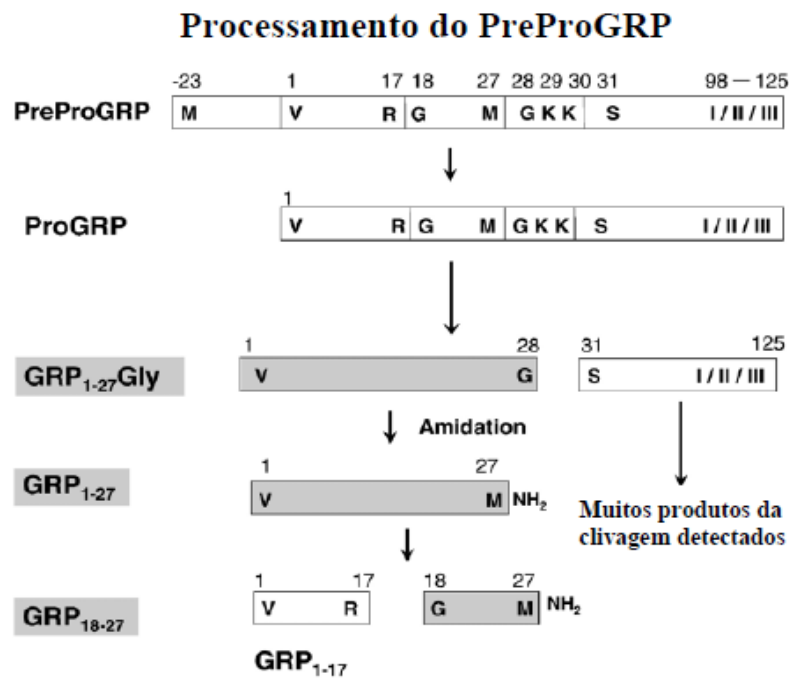 Processamento do PreProGRP
-23 1 17 18 27 28 29 30 31 98 — 125
PreProGRP M V R G M G K K S I / II / III
1
ProGRP V R G M G K K S I / II / III
1 28 31 125
GRP1-27Gly V G S I / II / III
Amidation
1 27
GRP1-27 V M NH2
Muitos produtos da
clivagem detectados
1 17 18 27
GRP18-27 V R G M NH2
GRP1-17